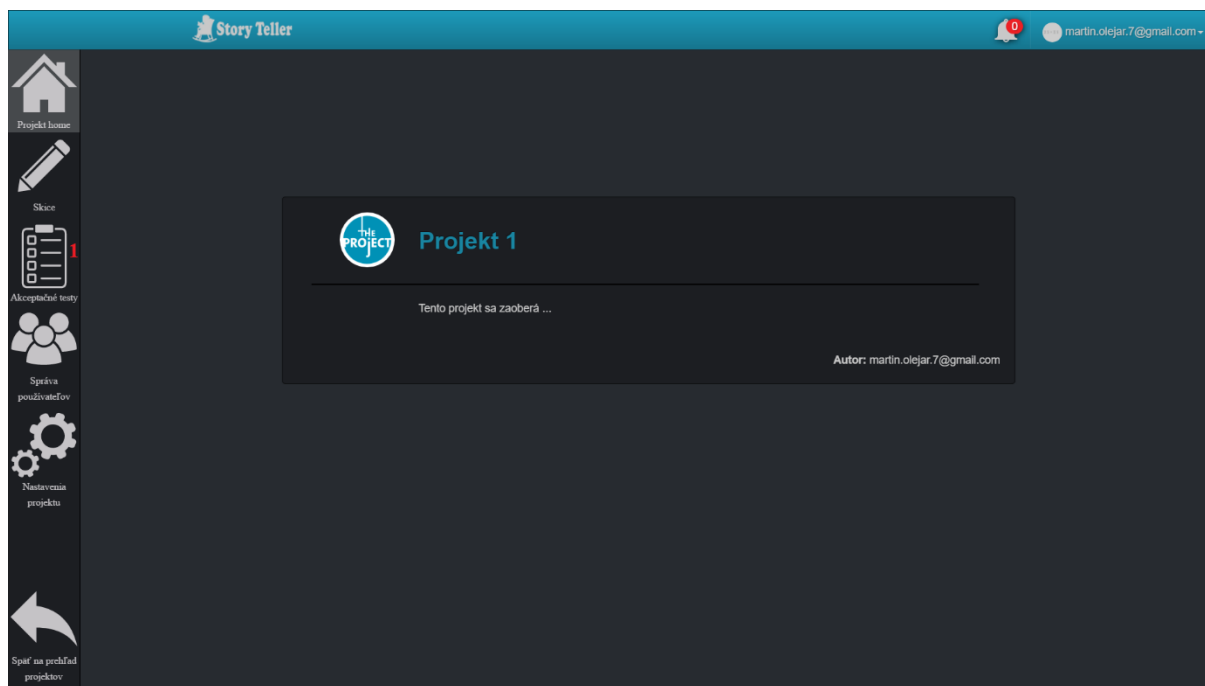 Story Teller
0
martin.olejar.7@gmail.com
Projekt home
Skice
1
Akceptačné testy
Správa
používateľov
Nastavenia
projektu
Späť na prehľad
projektov
THE
PROJECT
Projekt 1
Tento projekt sa zaoberá ...
Autor: martin.olejar.7@gmail.com